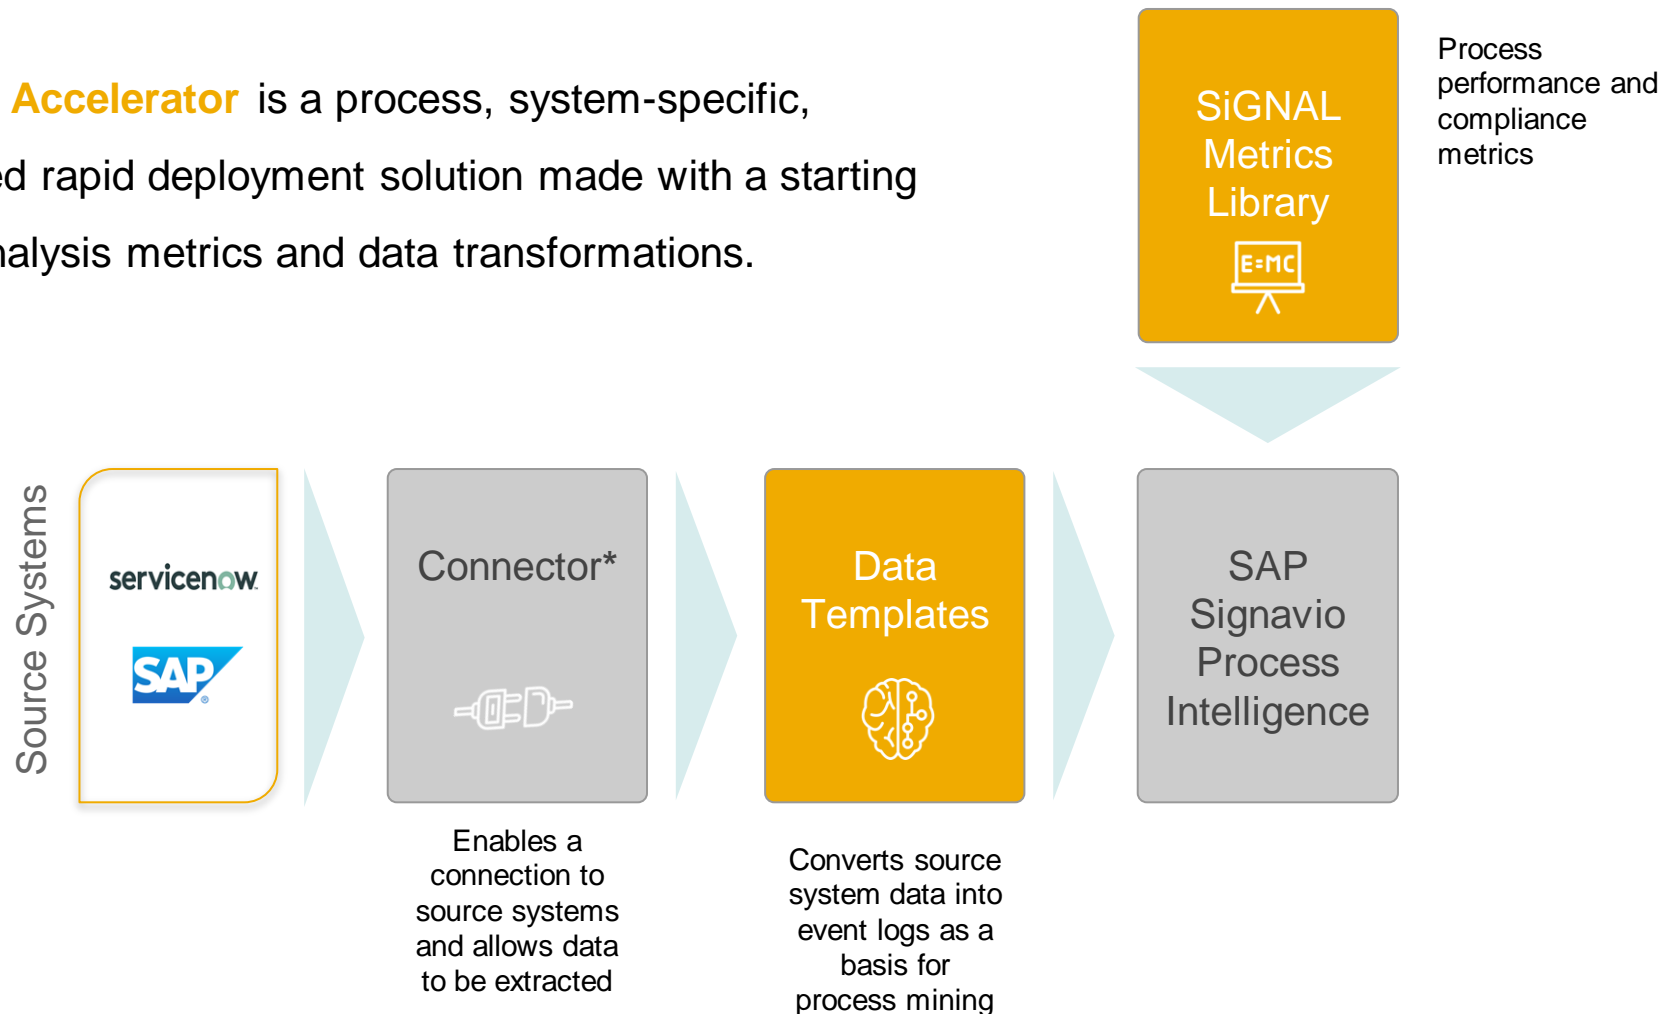 Accelerator is a process, system-specific,
ed rapid deployment solution made with a starting
nalysis metrics and data transformations.
SiGNAL
Metrics
Library
E=MC
Process
performance and
compliance
metrics
Source Systems
servicenow.
SAP
®
Connector*
Data
Templates
SAP
Signavio
Process
Intelligence
Enables a
connection to
source systems
and allows data
to be extracted
Converts source
system data into
event logs as a
basis for
process mining